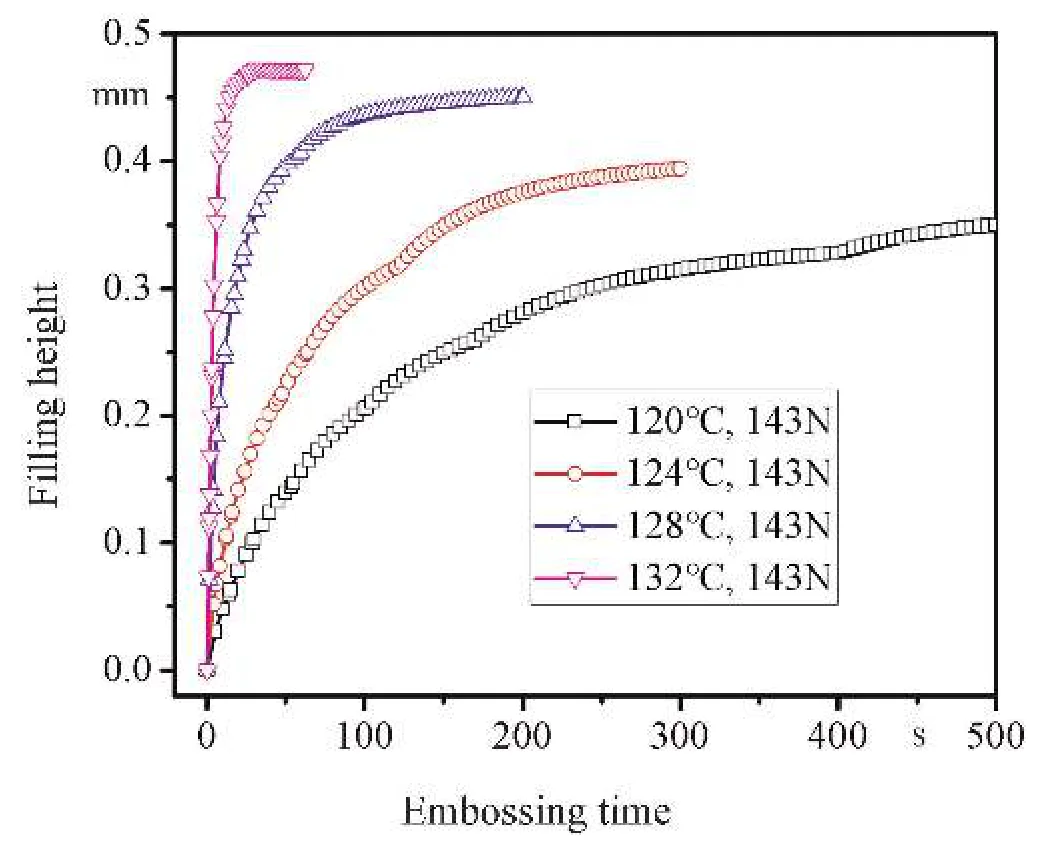 0.5
mm
0.4
0.3
0.2
0.1
0.0
Filling height
120°C, 143N
124°C, 143N
128°C, 143N
132°C, 143N
0 100 200 300 400 s 500
Embossing time